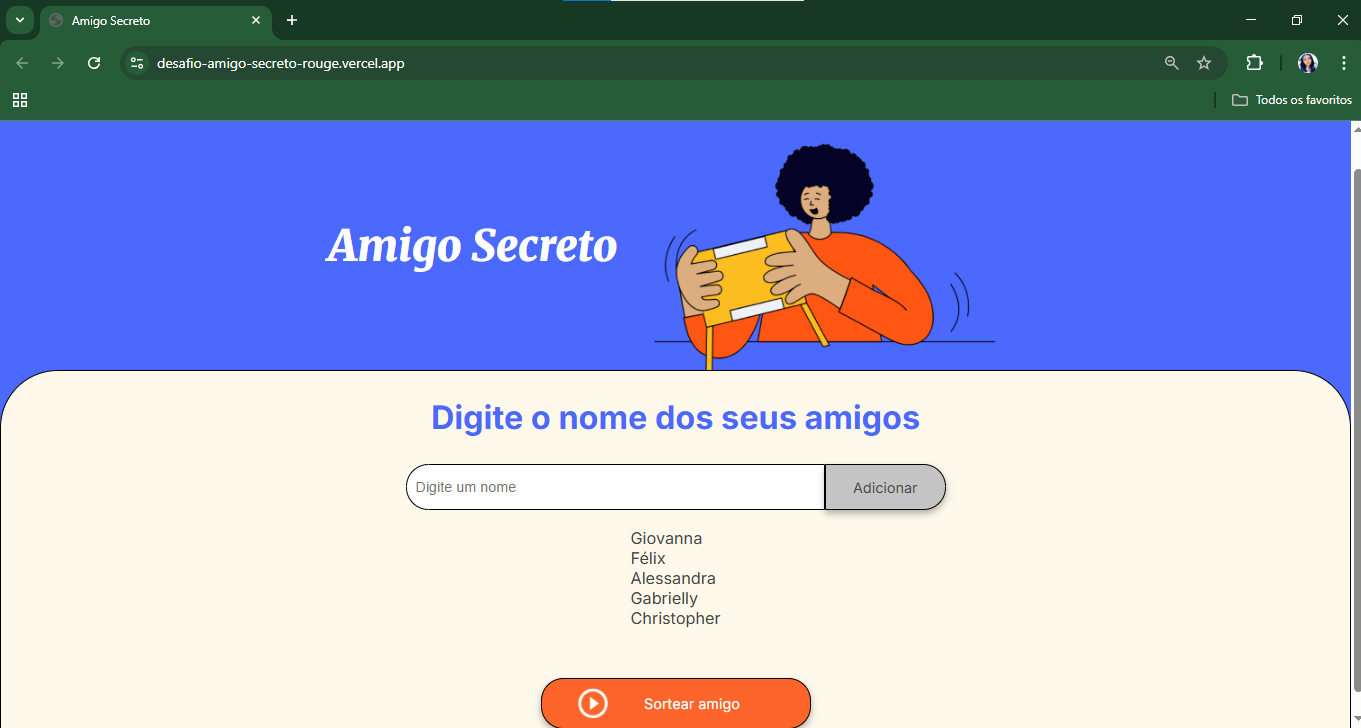 Amigo Secreto
desafio-amigo-secreto-rouge.vercel.app
Todos os favoritos
Amigo Secreto
Digite o nome dos seus amigos
Digite um nome
Adicionar
Giovanna
Félix
Alessandra
Gabrielly
Christopher
Sortear amigo